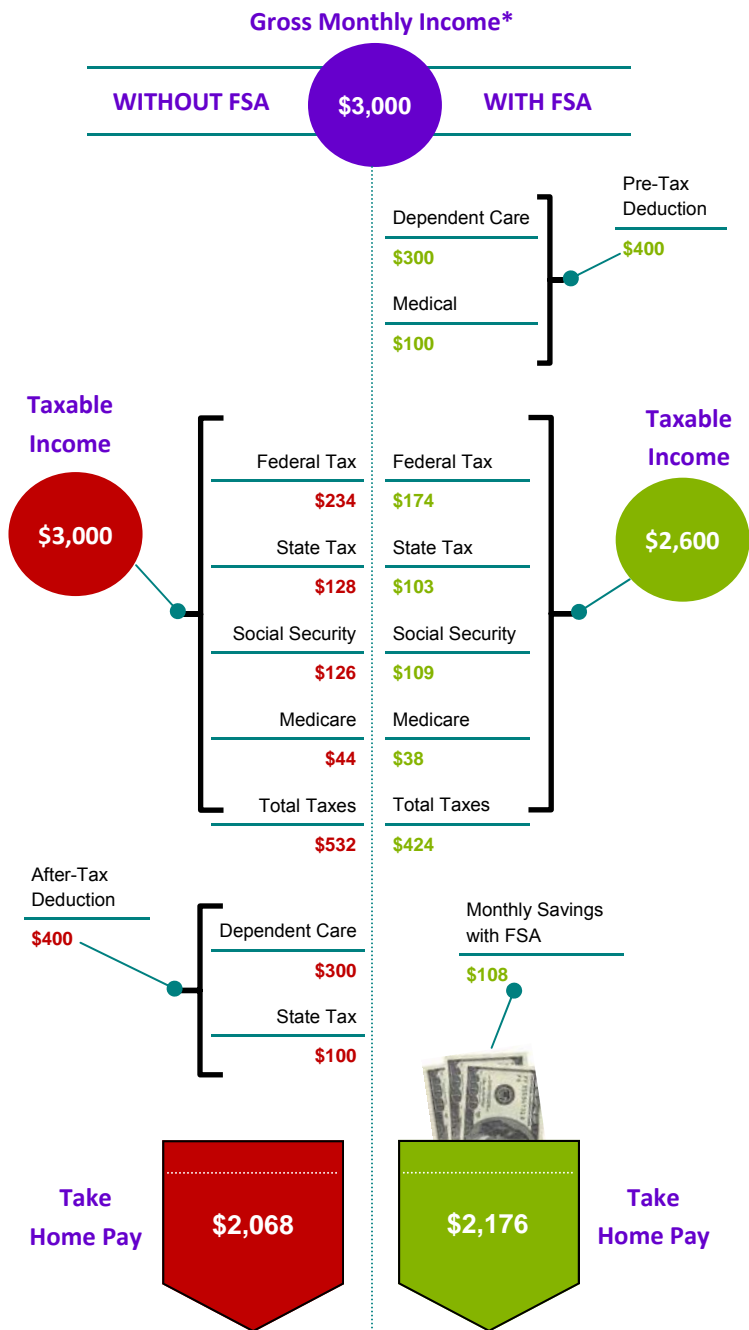 Gross Monthly Income*
WITHOUT FSA
$3,000
WITH FSA
Pre-Tax
Deduction
$400
Dependent Care
$300
Medical
$100
Taxable
Income
$3,000
Federal Tax
$234
State Tax
$128
Social Security
$126
Medicare
$44
Total Taxes
$532
Federal Tax
$174
State Tax
$103
Social Security
$109
Medicare
$38
Total Taxes
$424
Taxable
Income
$2,600
After-Tax
Deduction
$400
Dependent Care
$300
State Tax
$100
Monthly Savings
with FSA
$108
Take
Home Pay
$2,068
$2,176
Take
Home Pay